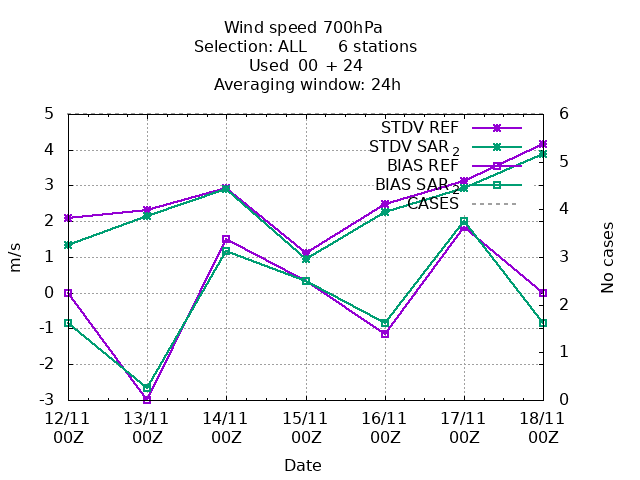 Wind speed 700hPa
Selection: ALL      6 stations
Used  00  + 24
Averaging window: 24h
5
4
3
2
1
0
-1
-2
-3
m/s
6
5
4
3
2
1
0
No cases
STDV REF
STDV SAR 2
BIAS REF
BIAS SAR 2
CASES
12/11 13/11 14/11 15/11 16/11 17/11 18/11
00Z 00Z 00Z 00Z 00Z 00Z 00Z
Date